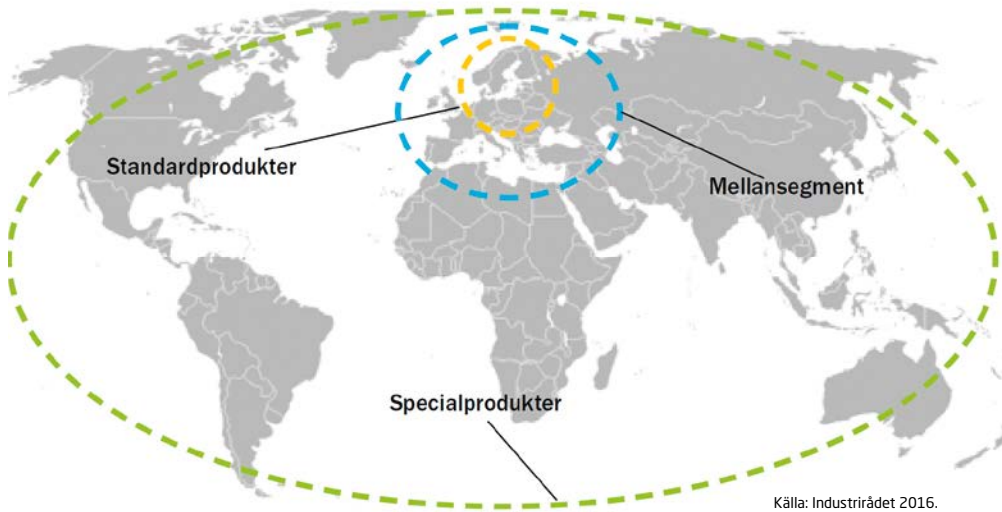 Standardprodukter
Mellansegment
Specialprodukter
Källa: Industrirådet 2016.